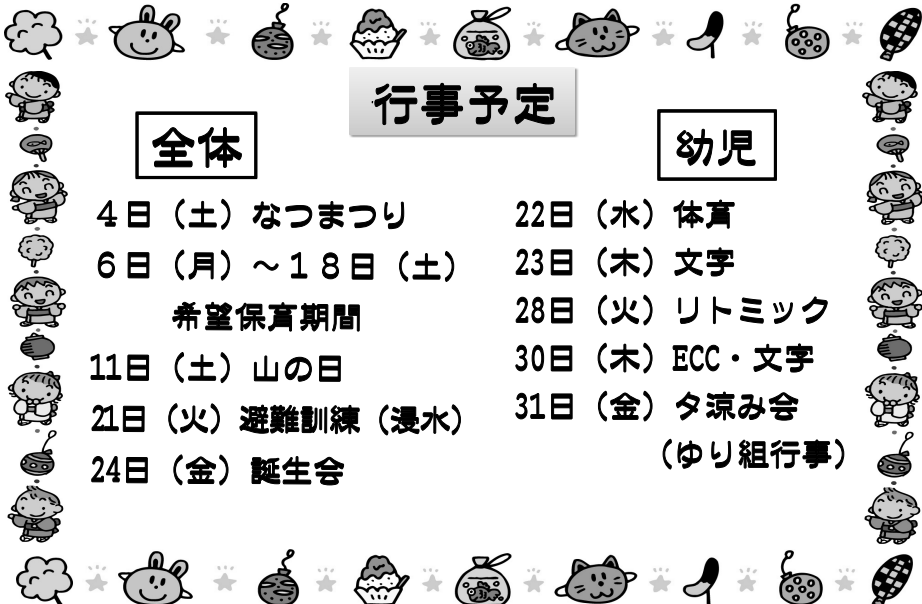 行事予定
全体
４日（土）なつまつり
６日（月）～１８日（土）
希望保育期間
11日（土）山の日
21日（火）避難訓練（浸水）
24日（金）誕生会
幼児
22日（水）体育
23日（木）文字
28日（火）リトミック
30日（木）ECC・文字
31日（金）夕涼み会
（ゆり組行事）